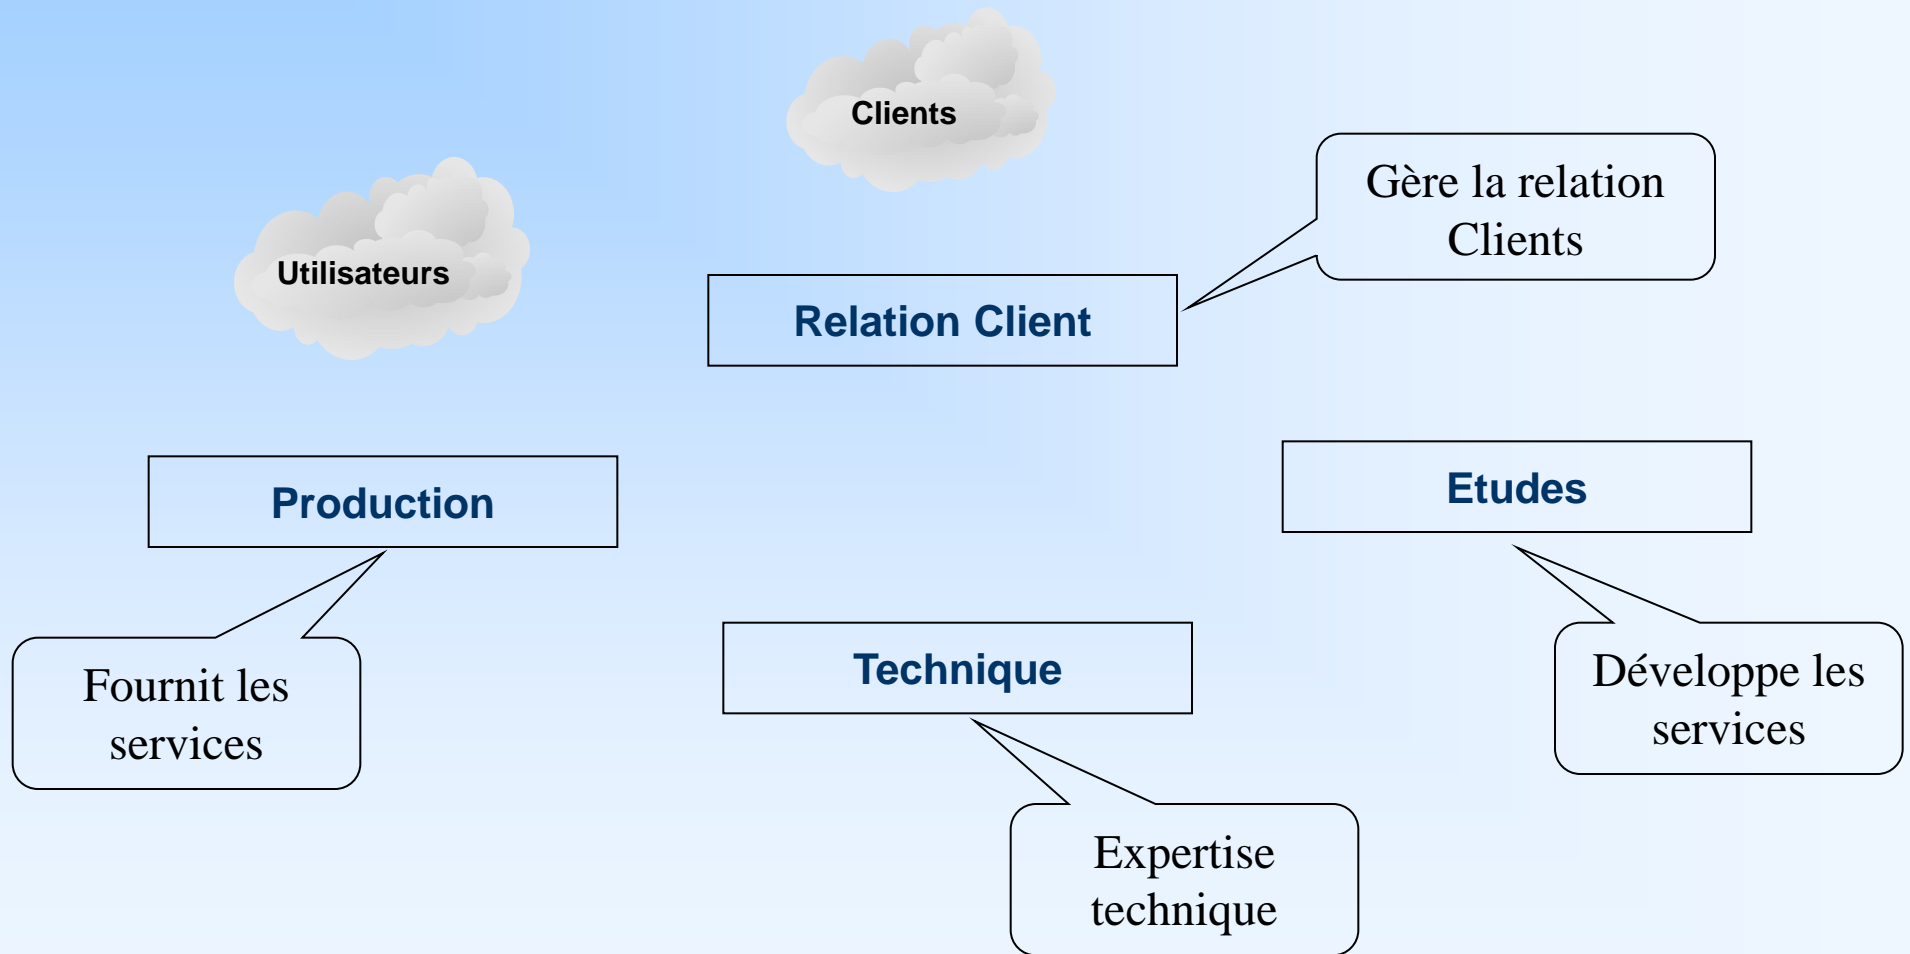 Clients
Gère la relation
Clients
Utilisateurs
Relation Client
Production
Etudes
Fournit les
services
Technique
Développe les
services
Expertise
technique